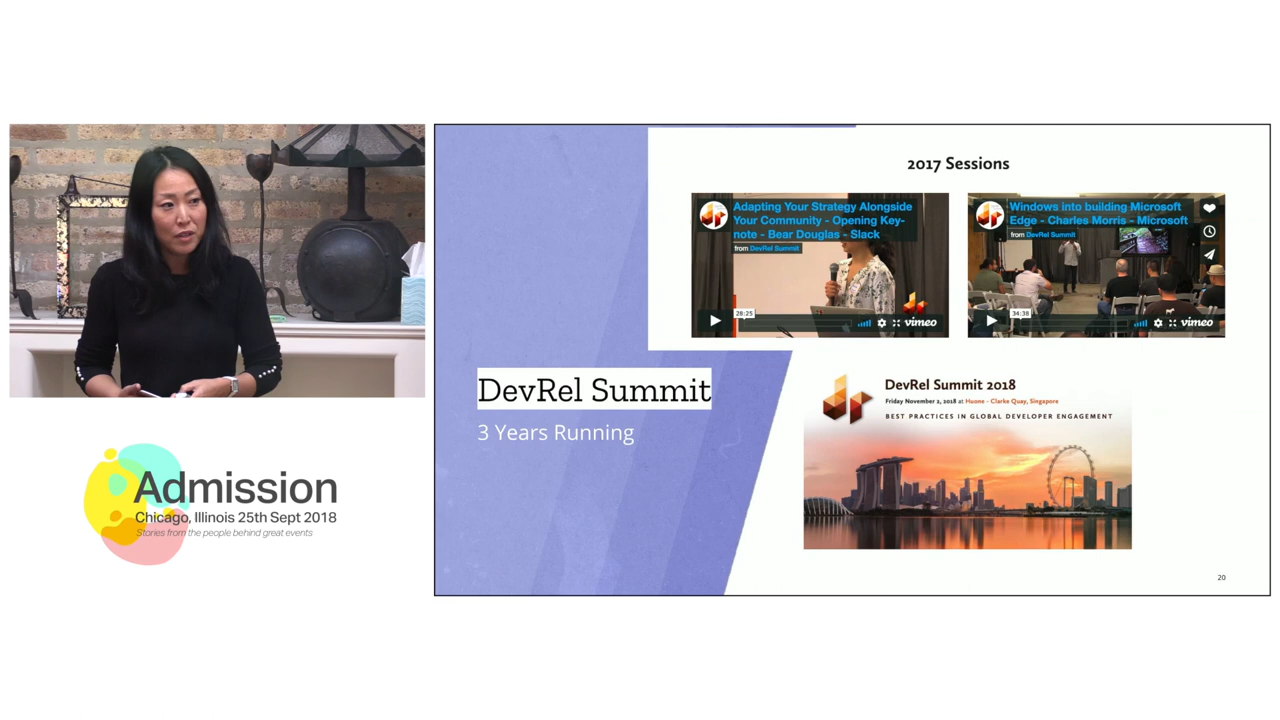 Admission
Chicago, Illinois 25th Sept 2018
Stories from the people behind great events
DevRel Summit
3 Years Running
2017 Sessions
Adapting Your Strategy Alongside
Your Community - Opening Key-
note - Bear Douglas - Slack
from DevRel Summit
28:25
vimeo
Windows into building Microsoft
Edge - Charles Morris - Microsoft
from DevRel Summit
34:38
vimeo
DevRel Summit 2018
Friday November 2, 2018 at Huone - Clarke Quay, Singapore
BEST PRACTICES IN GLOBAL DEVELOPER ENGAGEMENT
20